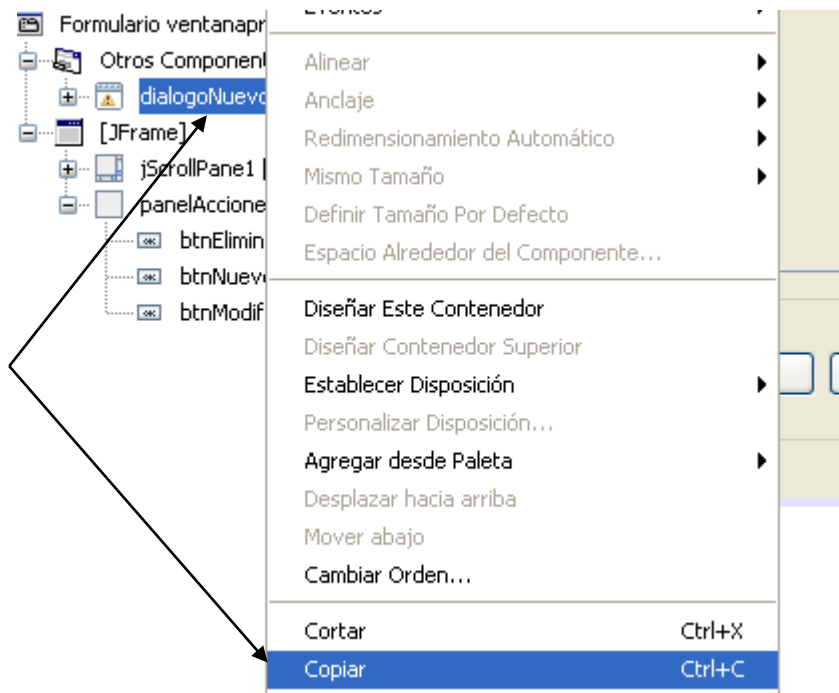 Formulario ventanapr
Otros Component
dialogoNuevo
[JFrame]
jScrollPane1 [
panelAccione
btnElimin
btnNuev
btnModif
Eventos
Alinear
Anclaje
Redimensionamiento Automático
Mismo Tamaño
Definir Tamaño Por Defecto
Espacio Alrededor del Componente...
Diseñar Este Contenedor
Diseñar Contenedor Superior
Establecer Disposición
Personalizar Disposición...
Agregar desde Paleta
Desplazar hacia arriba
Mover abajo
Cambiar Orden...
Cortar Ctrl+X
Copiar Ctrl+C